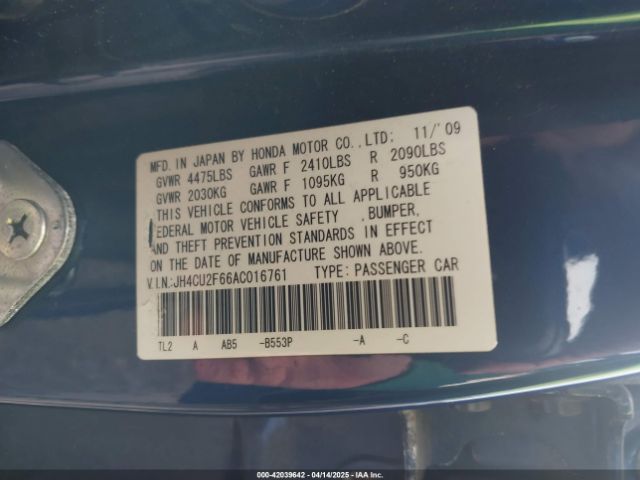 MFD. IN JAPAN BY HONDA MOTOR CO.,LTD: 11/'09
GVWR 4475LBS GAWR F 2410LBS R 2090LBS
GVWR 2030KG GAWR F 1095KG R 950KG
THIS VEHICLE CONFORMS TO ALL APPLICABLE
FEDERAL MOTOR VEHICLE SAFETY ,BUMPER,
AND THEFT PREVENTION STANDARDS IN EFFECT
ON THE DATE OF MANUFACTURE SHOWN ABOVE.
V.I.N:JH4CU2F66AC016761 TYPE: PASSENGER CAR
TL2 A AB5 -B553P -A -C
000-42039642 04/14/2025 IAA Inc.